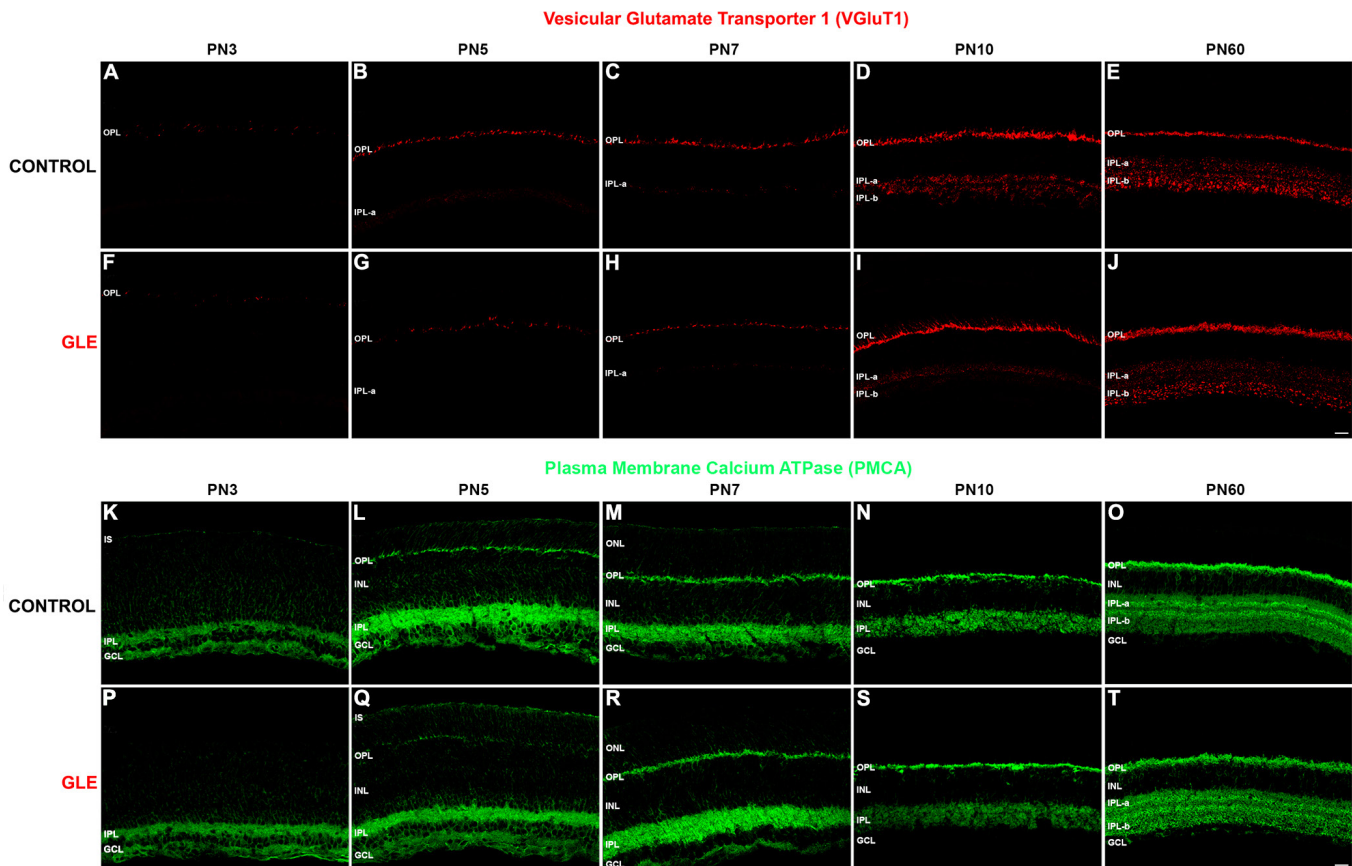 Vesicular Glutamate Transporter 1 (VGluT1)
PN3 PN5 PN7 PN10 PN60
CONTROL
A
OPL
B
OPL
IPL-a
C
OPL
IPL-a
D
OPL
IPL-a
IPL-b
E
OPL
IPL-a
IPL-b
GLE
F
OPL
G
OPL
IPL-a
H
OPL
IPL-a
I
OPL
IPL-a
IPL-b
J
OPL
IPL-a
IPL-b
Plasma Membrane Calcium ATPase (PMCA)
PN3 PN5 PN7 PN10 PN60
CONTROL
K
IS
IPL
GCL
L
OPL
INL
IPL
GCL
M
ONL
OPL
INL
IPL
GCL
N
OPL
INL
IPL
GCL
O
OPL
INL
IPL-a
IPL-b
GCL
GLE
P
IPL
GCL
Q
IS
OPL
INL
IPL
GCL
R
ONL
OPL
INL
IPL
GCL
S
OPL
INL
IPL
GCL
T
OPL
INL
IPL-a
IPL-b
GCL